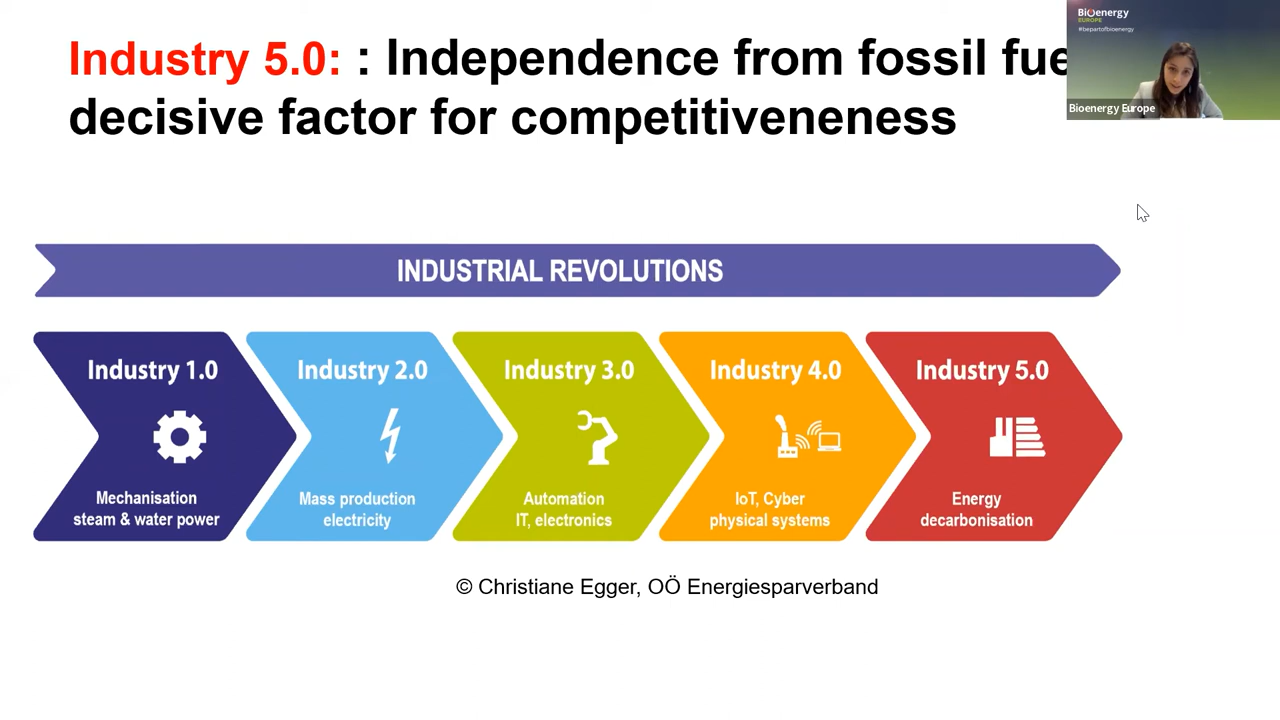 Industry 5.0: : Independence from fossil
decisive factor for competitiveneness
Bioenergy
EUROPE
#bepartofbioenergy
Bioenergy Europe
INDUSTRIAL REVOLUTIONS
Industry 1.0
Mechanisation
steam & water power
Industry 2.0
Mass production
electricity
Industry 3.0
Automation
IT, electronics
Industry 4.0
IoT, Cyber
physical systems
Industry 5.0
Energy
decarbonisation
© Christiane Egger, OÖ Energiesparverband